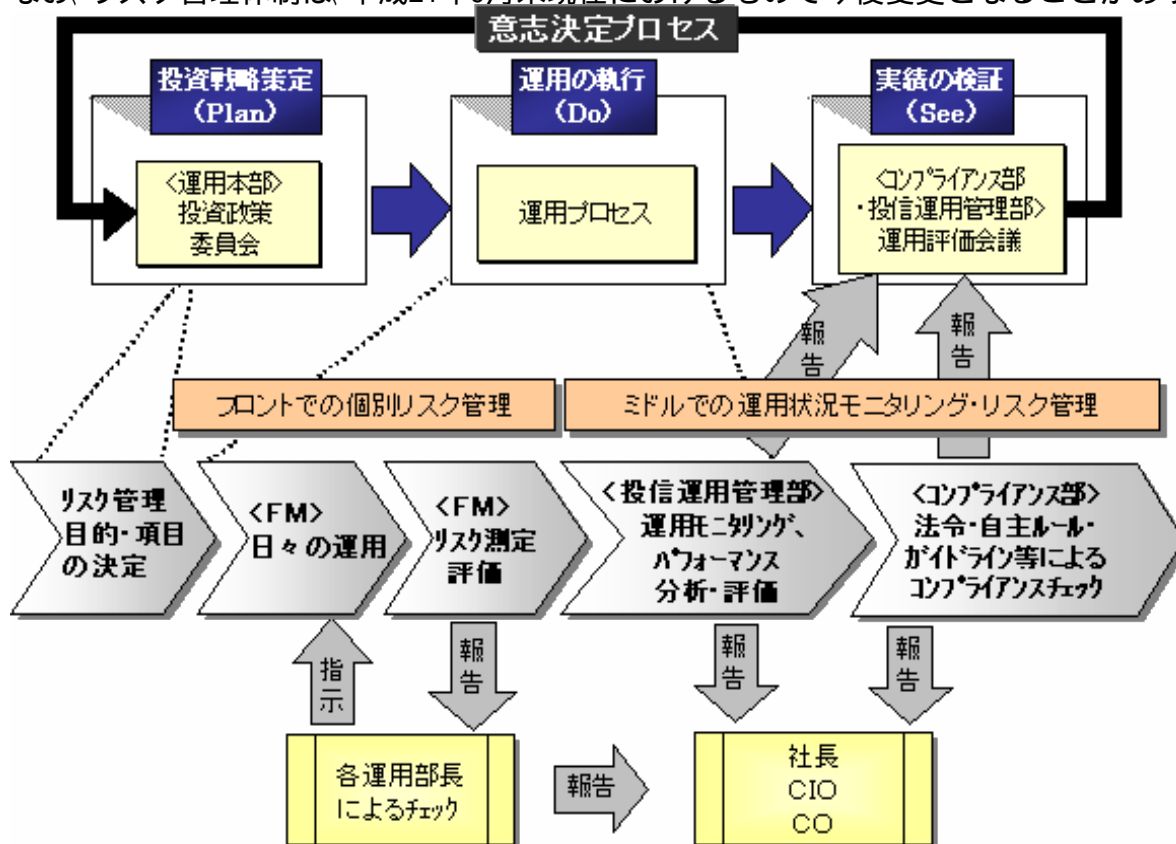 意志決定プロセス
投資戦略策定
(Plan)
運用の執行
(Do)
実績の検証
(See)
<運用本部>
投資政策
委員会
運用プロセス
<コンプライアンス部
・投信運用管理部>
運用評価会議
報告
報告
フロントでの個別リスク管理
ミドルでの運用状況モニタリング・リスク管理
リスク管理
目的・項目
の決定
<FM>
日々の運用
<FM>
リスク測定
評価
<投信運用管理部>
運用モニタリング、
パフォーマンス
分析・評価
<コンプライアンス部>
法令・自主ルール・
ガイドライン等による
コンプライアンスチェック
指示
報告
報告
報告
各運用部長
によるチェック
報告
社長
CIO
CO